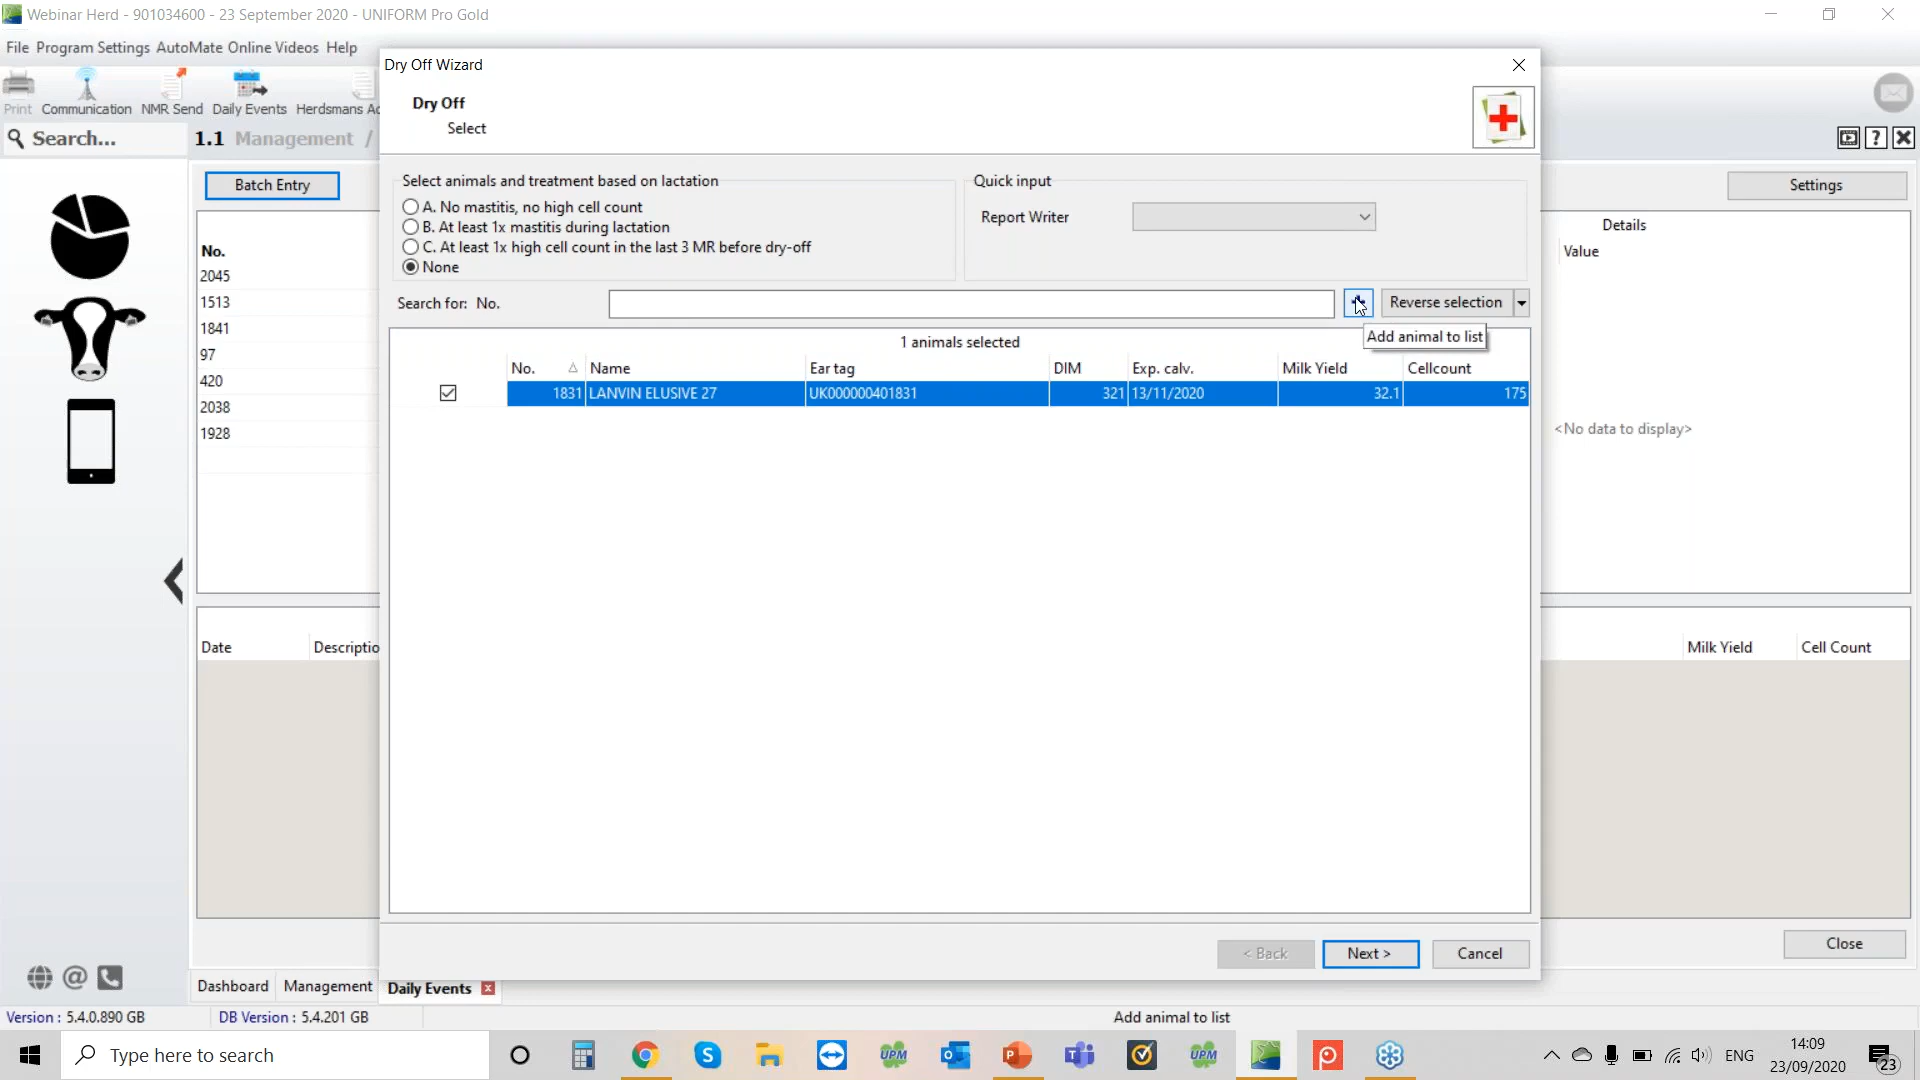 Webinar Herd - 901034600 - 23 September 2020 - UNIFORM Pro Gold
File Program Settings AutoMate Online Videos Help
Print Communication NMR Send Daily Events Herdsmans Ac
Search... 1.1 Management /
Batch Entry
Settings
No.
2045
1513
1841
97
420
2038
1928
Details
Value
<No data to display>
Date Descriptio
Milk Yield Cell Count
Dry Off Wizard
Dry Off
Select
Select animals and treatment based on lactation
A. No mastitis, no high cell count
B. At least 1x mastitis during lactation
C. At least 1x high cell count in the last 3 MR before dry-off
None
Quick input
Report Writer
Search for: No.
Reverse selection
Add animal to list
1 animals selected
No. Name Ear tag DIM Exp. calv. Milk Yield Cellcount
1831 LANVIN ELUSIVE 27 UK000000401831 321 13/11/2020 32.1 175
< Back Next > Cancel
Close
Dashboard Management Daily Events
Version : 5.4.0.890 GB DB Version : 5.4.201 GB Add animal to list
Type here to search
UPM
UPM
ENG
14:09
23/09/2020
23